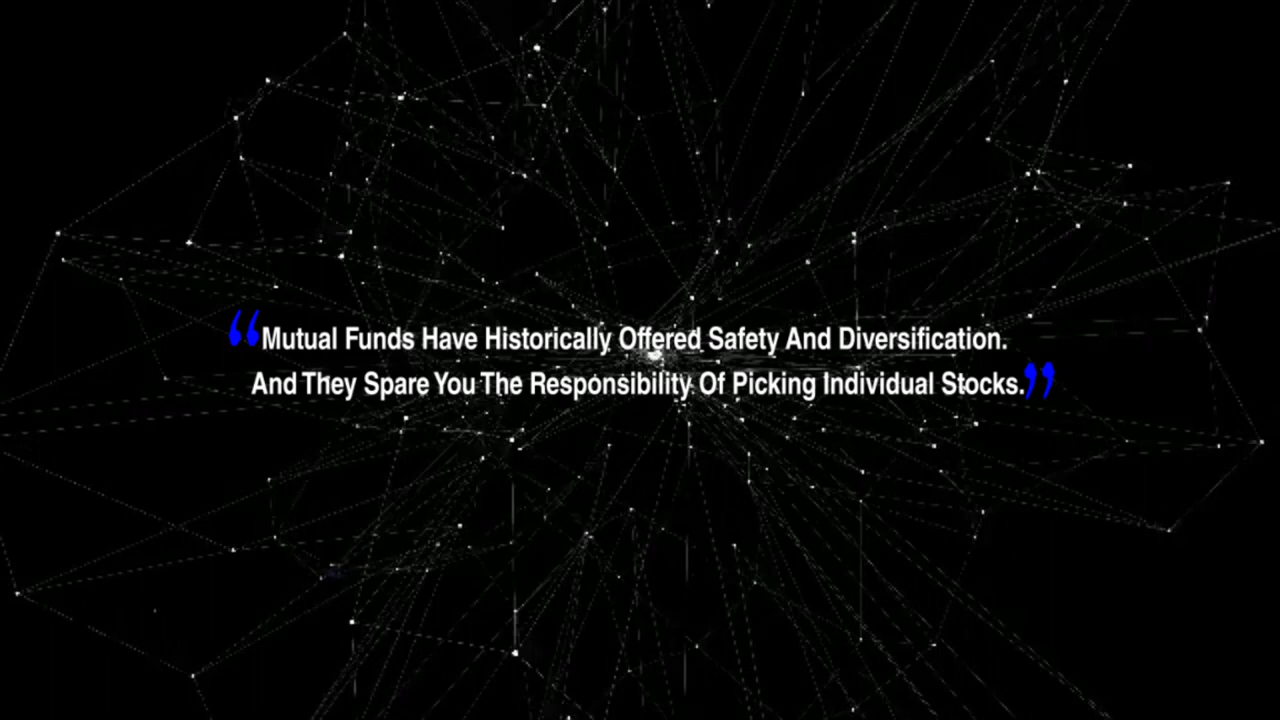 “Mutual Funds Have Historically Offered Safety And Diversification.
And They Spare You The Responsibility Of Picking Individual Stocks.”